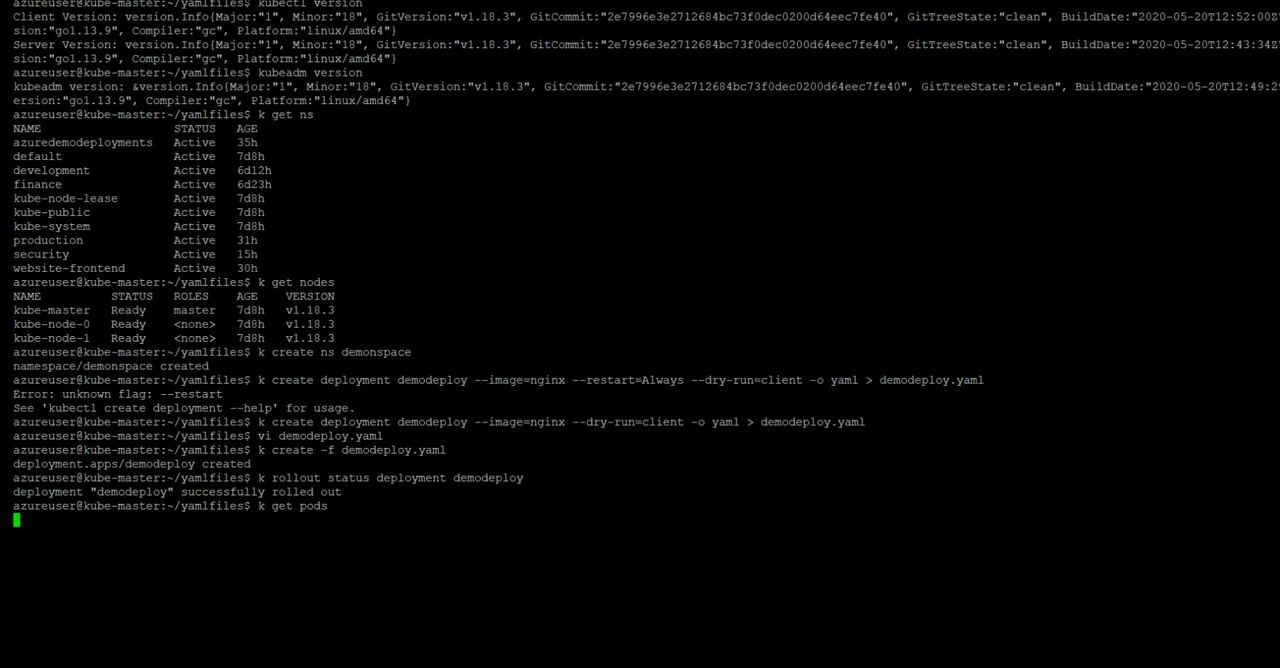 azureuser@kube-master:~/yamlfiles$ kubectl version
Client Version: version.Info{Major:"1", Minor:"18", GitVersion:"v1.18.3", GitCommit:"2e7996e3e2712684bc73f0dec0200d64eec7fe40", GitTreeState:"clean", BuildDate:"2020-05-20T12:52:00Z"
sion:"go1.13.9", Compiler:"gc", Platform:"linux/amd64"}
Server Version: version.Info{Major:"1", Minor:"18", GitVersion:"v1.18.3", GitCommit:"2e7996e3e2712684bc73f0dec0200d64eec7fe40", GitTreeState:"clean", BuildDate:"2020-05-20T12:43:34Z"
sion:"go1.13.9", Compiler:"gc", Platform:"linux/amd64"}
azureuser@kube-master:~/yamlfiles$ kubeadm version
kubeadm version: &version.Info{Major:"1", Minor:"18", GitVersion:"v1.18.3", GitCommit:"2e7996e3e2712684bc73f0dec0200d64eec7fe40", GitTreeState:"clean", BuildDate:"2020-05-20T12:49:29
ersion:"go1.13.9", Compiler:"gc", Platform:"linux/amd64"}
azureuser@kube-master:~/yamlfiles$ k get ns
NAME STATUS AGE
azuredemodeployments Active 35h
default Active 7d8h
development Active 6d12h
finance Active 6d23h
kube-node-lease Active 7d8h
kube-public Active 7d8h
kube-system Active 7d8h
production Active 31h
security Active 15h
website-frontend Active 30h
azureuser@kube-master:~/yamlfiles$ k get nodes
NAME STATUS ROLES AGE VERSION
kube-master Ready master 7d8h v1.18.3
kube-node-0 Ready <none> 7d8h v1.18.3
kube-node-1 Ready <none> 7d8h v1.18.3
azureuser@kube-master:~/yamlfiles$ k create ns demonspace
namespace/demonspace created
azureuser@kube-master:~/yamlfiles$ k create deployment demodeploy --image=nginx --restart=Always --dry-run=client -o yaml > demodeploy.yaml
Error: unknown flag: --restart
See 'kubectl create deployment --help' for usage.
azureuser@kube-master:~/yamlfiles$ k create deployment demodeploy --image=nginx --dry-run=client -o yaml > demodeploy.yaml
azureuser@kube-master:~/yamlfiles$ vi demodeploy.yaml
azureuser@kube-master:~/yamlfiles$ k create -f demodeploy.yaml
deployment.apps/demodeploy created
azureuser@kube-master:~/yamlfiles$ k rollout status deployment demodeploy
deployment "demodeploy" successfully rolled out
azureuser@kube-master:~/yamlfiles$ k get pods